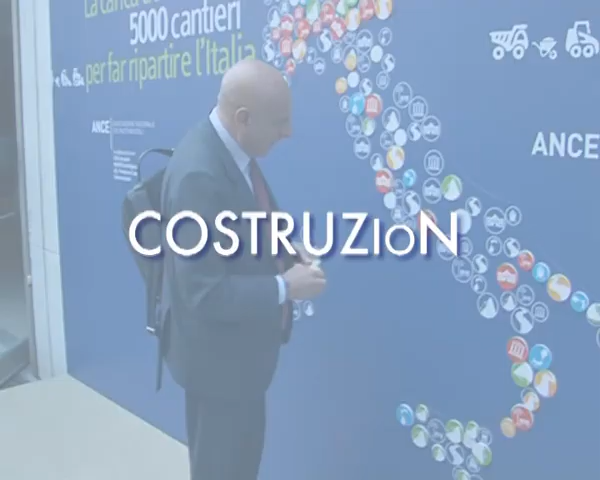 La carica dei
5000 cantieri
per far ripartire l'Italia
ANCE
ANCE
COSTRUZION